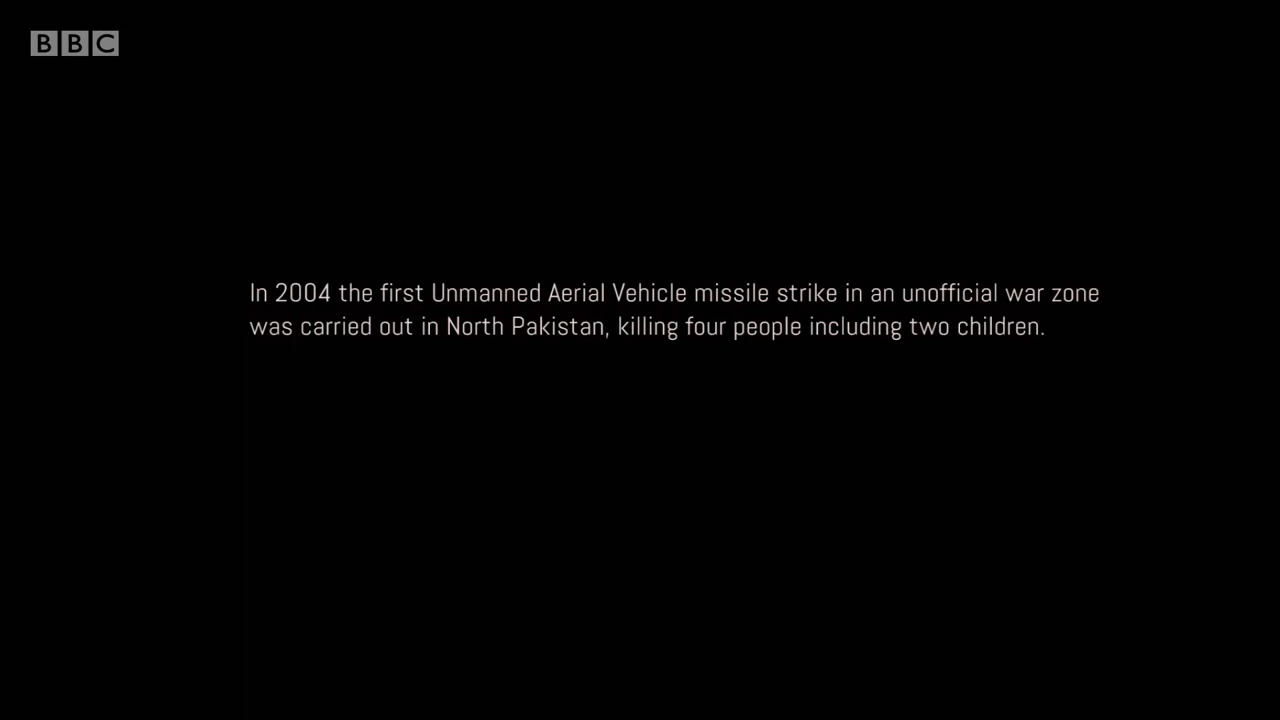 BBC
In 2004 the first Unmanned Aerial Vehicle missile strike in an unofficial war zone
was carried out in North Pakistan, killing four people including two children.